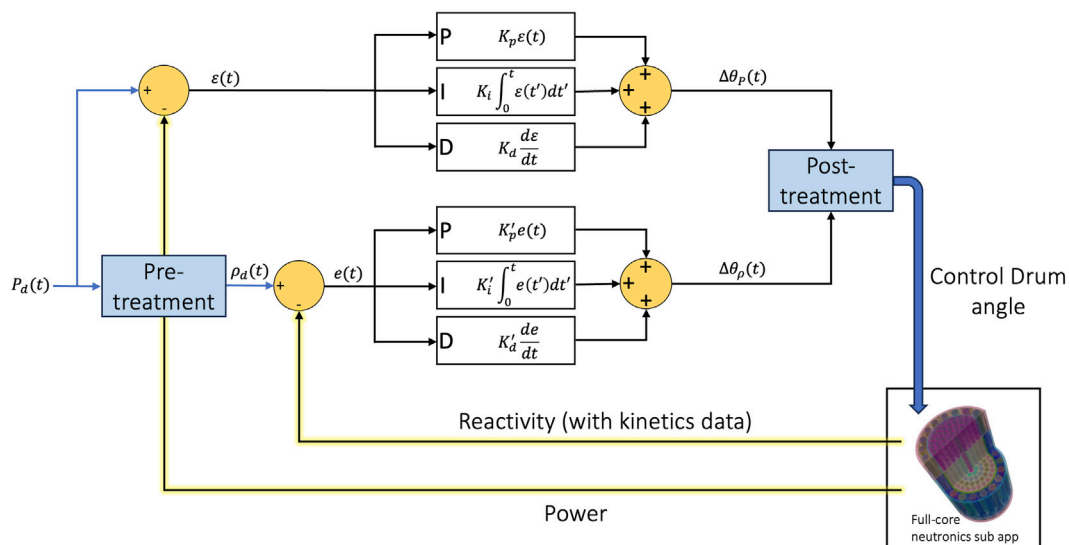 P
K_p ε(t)
ε(t)
I
K_i ∫_0^t ε(t')dt'
D
K_d dε/dt
+
-
+
+
+
Δθ_P(t)
Post-
treatment
P_d(t)
Pre-
treatment
ρ_d(t)
+
-
e(t)
P
K'_p e(t)
I
K'_i ∫_0^t e(t')dt'
D
K'_d de/dt
+
+
+
Δθ_ρ(t)
Control Drum
angle
Reactivity (with kinetics data)
Power
Full-core
neutronics sub app